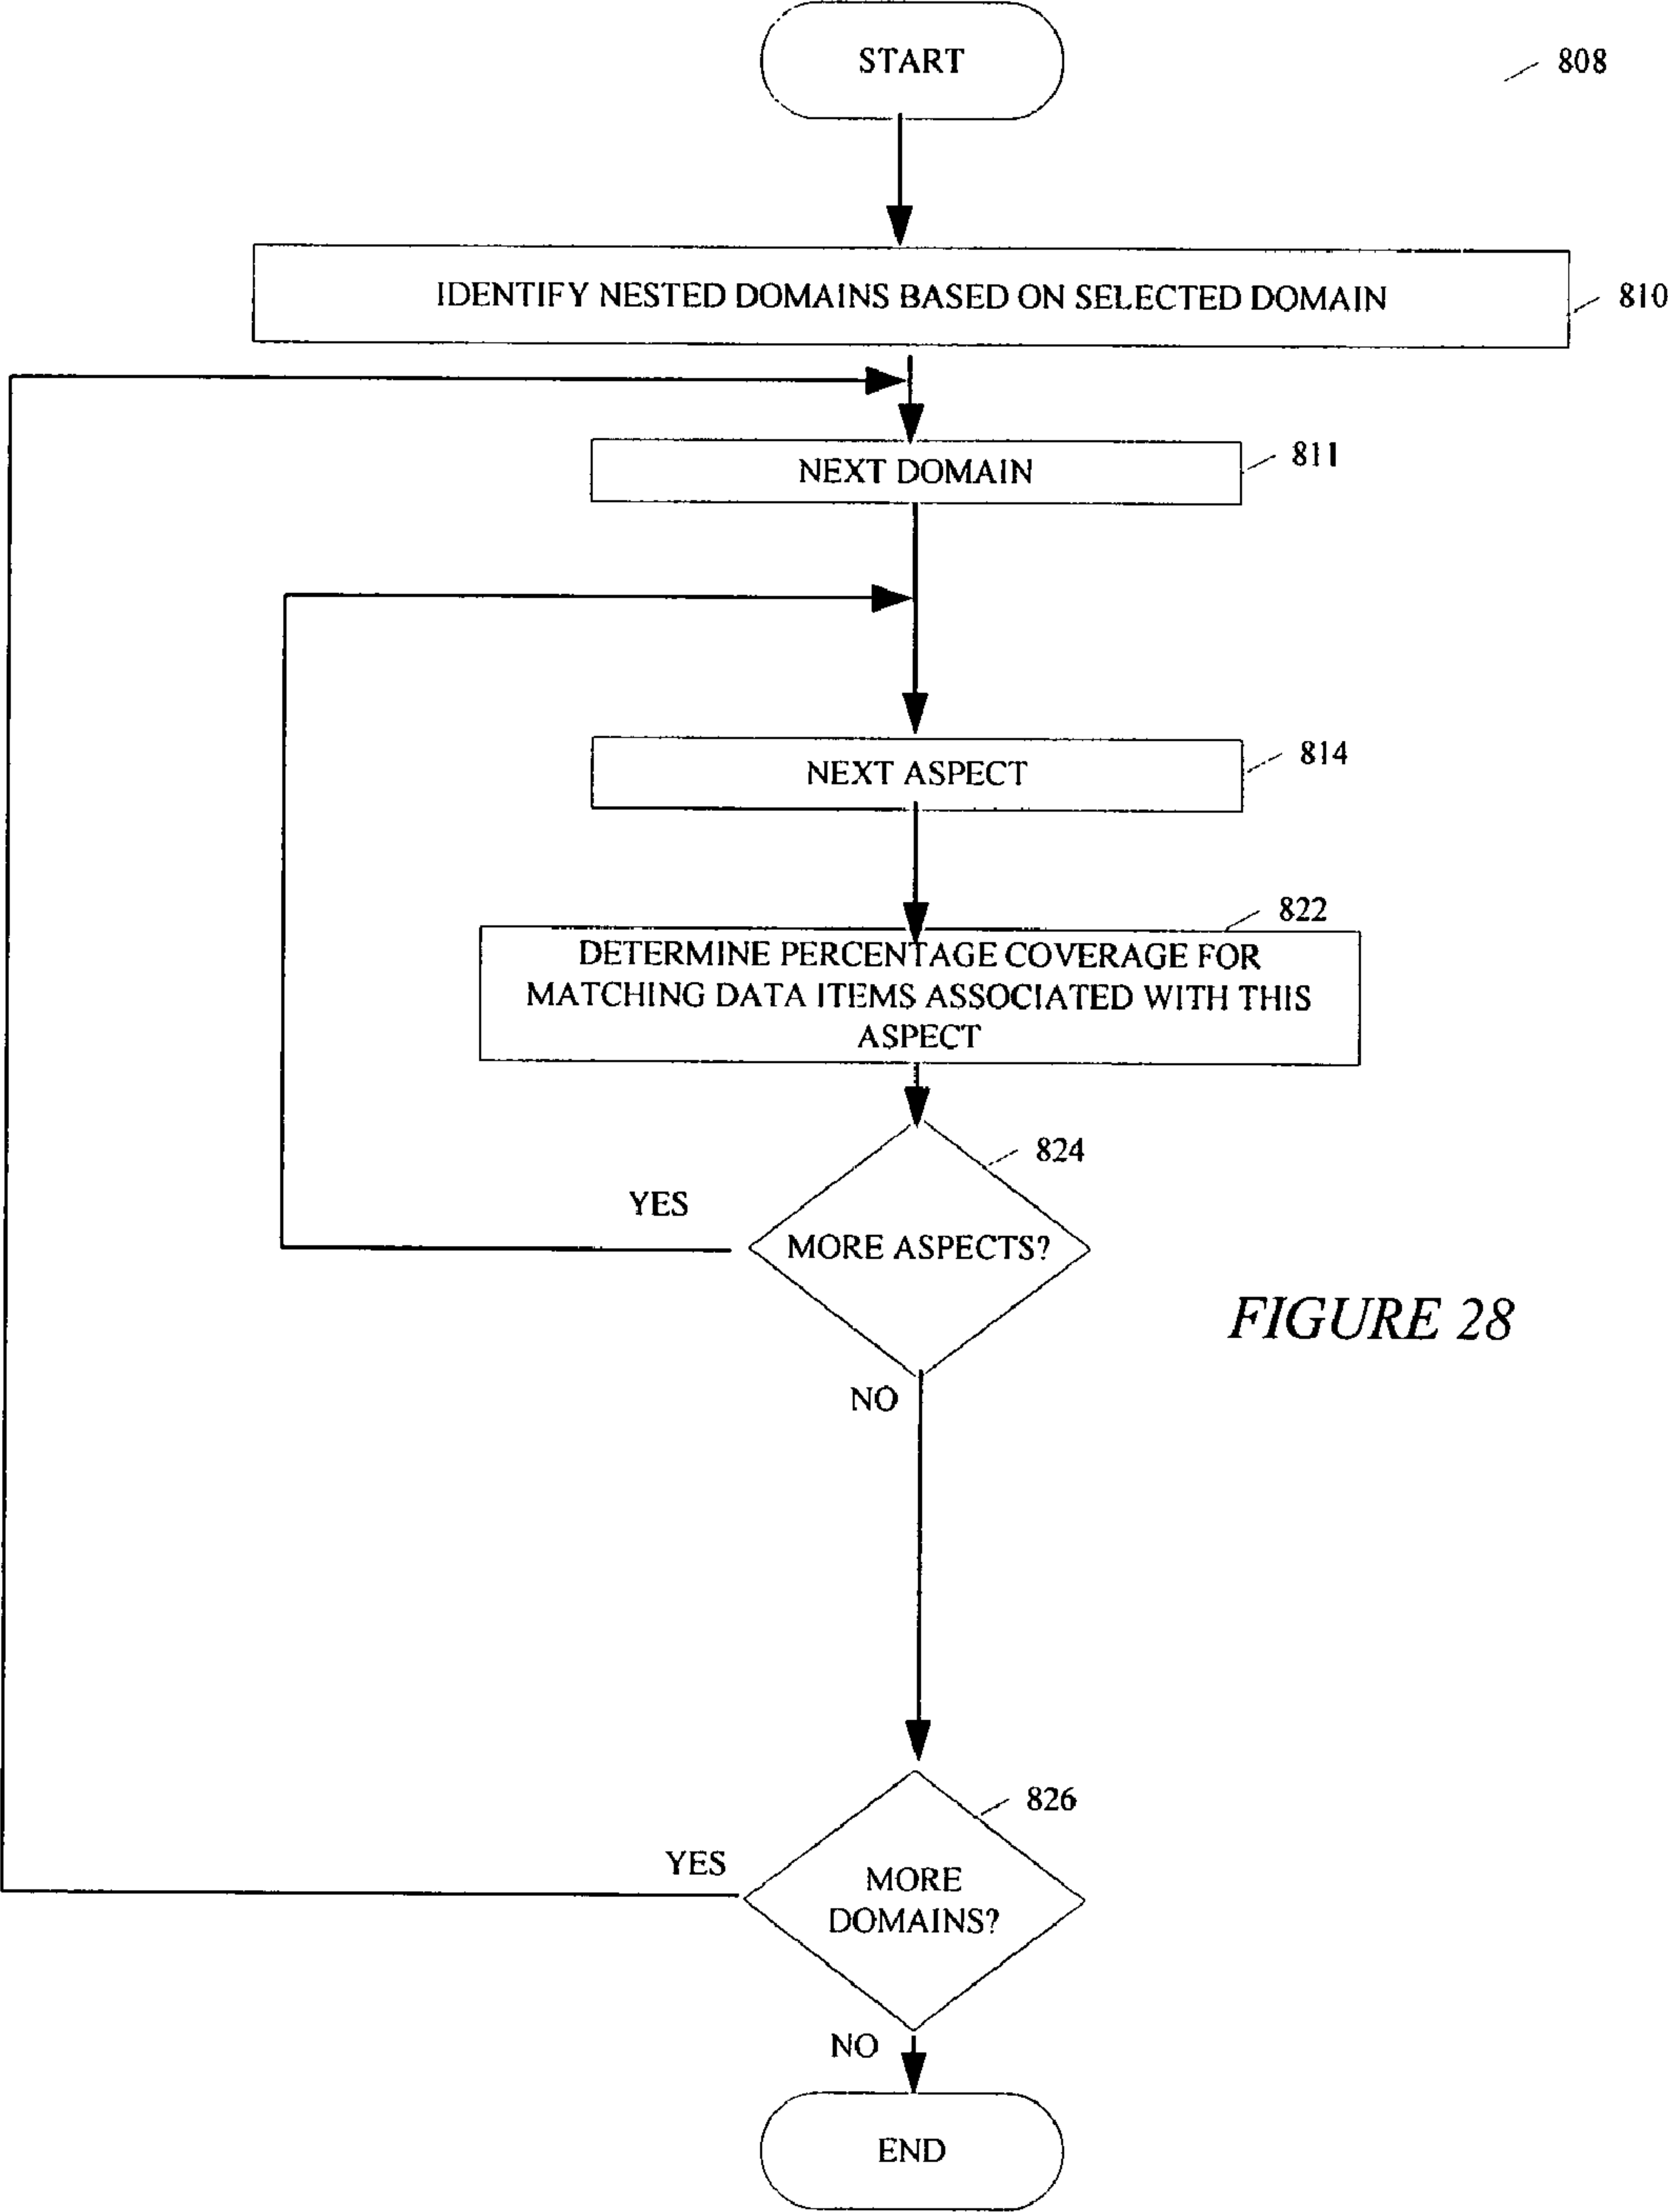 START
808
IDENTIFY NESTED DOMAINS BASED ON SELECTED DOMAIN
810
NEXT DOMAIN
811
NEXT ASPECT
814
822
DETERMINE PERCENTAGE COVERAGE FOR
MATCHING DATA ITEMS ASSOCIATED WITH THIS
ASPECT
824
YES
MORE ASPECTS?
FIGURE 28
NO
826
YES
MORE
DOMAINS?
NO
END